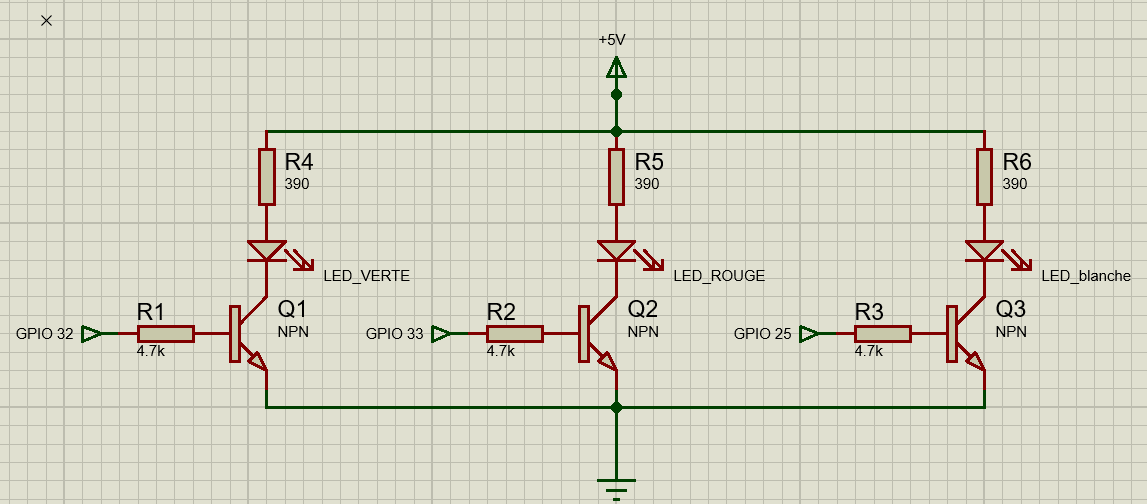 +5V
R4
390
R5
390
R6
390
LED_VERTE
LED_ROUGE
LED_blanche
R1
Q1
R2
Q2
R3
Q3
GPIO 32
NPN
GPIO 33
NPN
GPIO 25
NPN
4.7k
4.7k
4.7k